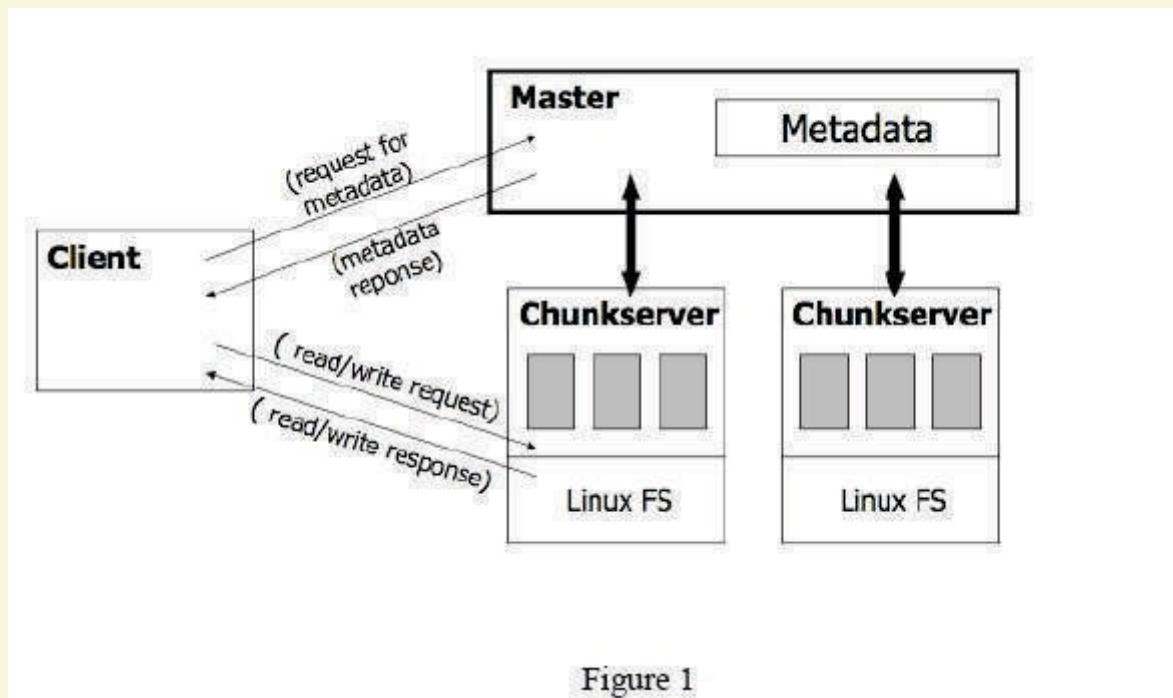 Master
Metadata
(request for
metadata)
(metadata
reponse)
Client
Chunkserver
Chunkserver
( read/write request)
( read/write response)
Linux FS
Linux FS
Figure 1